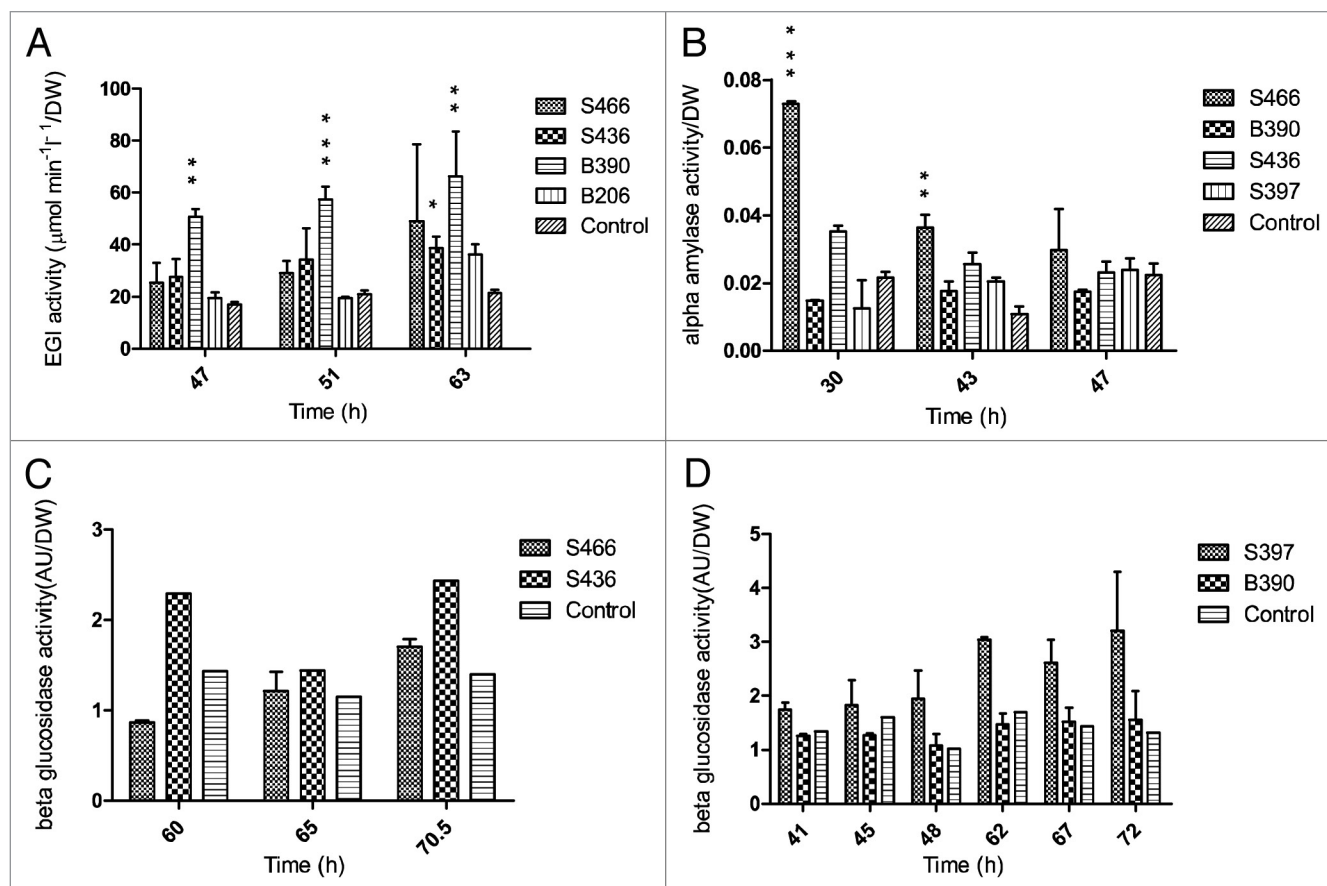 A
EGI activity (μmol min⁻¹l⁻¹/DW)
100
80
60
40
20
0
**
***
*
**
47
51
63
Time (h)
S466
S436
B390
B206
Control
B
alpha amylase activity/DW
0.08
0.06
0.04
0.02
0.00
***
**
30
43
47
Time (h)
S466
B390
S436
S397
Control
C
beta glucosidase activity(AU/DW)
3
2
1
0
60
65
70.5
Time (h)
S466
S436
Control
D
beta glucosidase activity(AU/DW)
5
4
3
2
1
0
41
45
48
62
67
72
Time (h)
S397
B390
Control